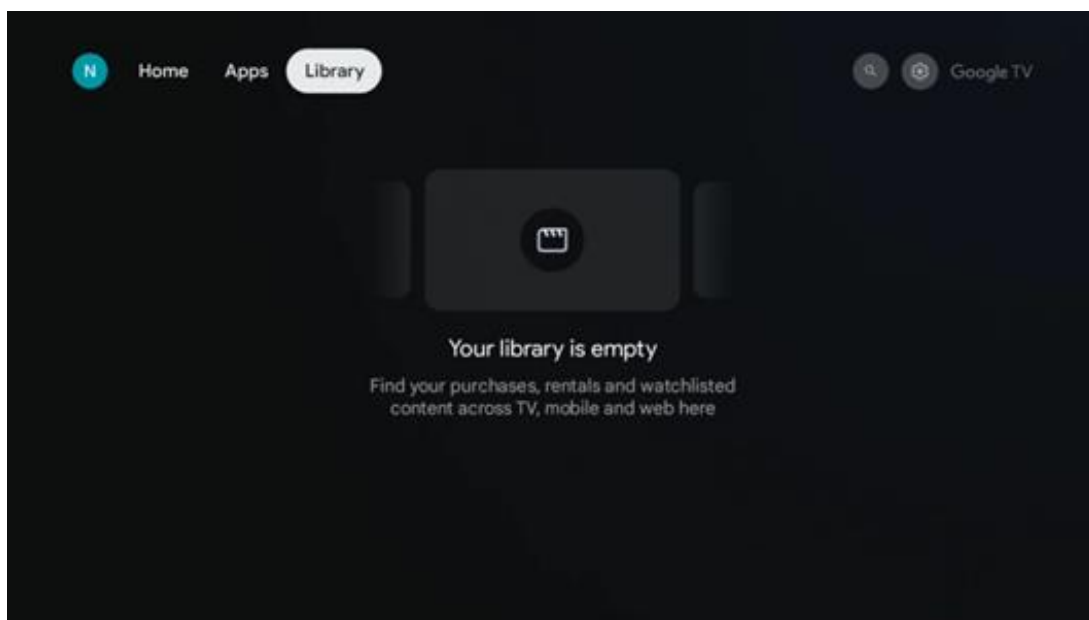 N
Home
Apps
Library
Google TV
Your library is empty
Find your purchases, rentals and watchlisted
content across TV, mobile and web here